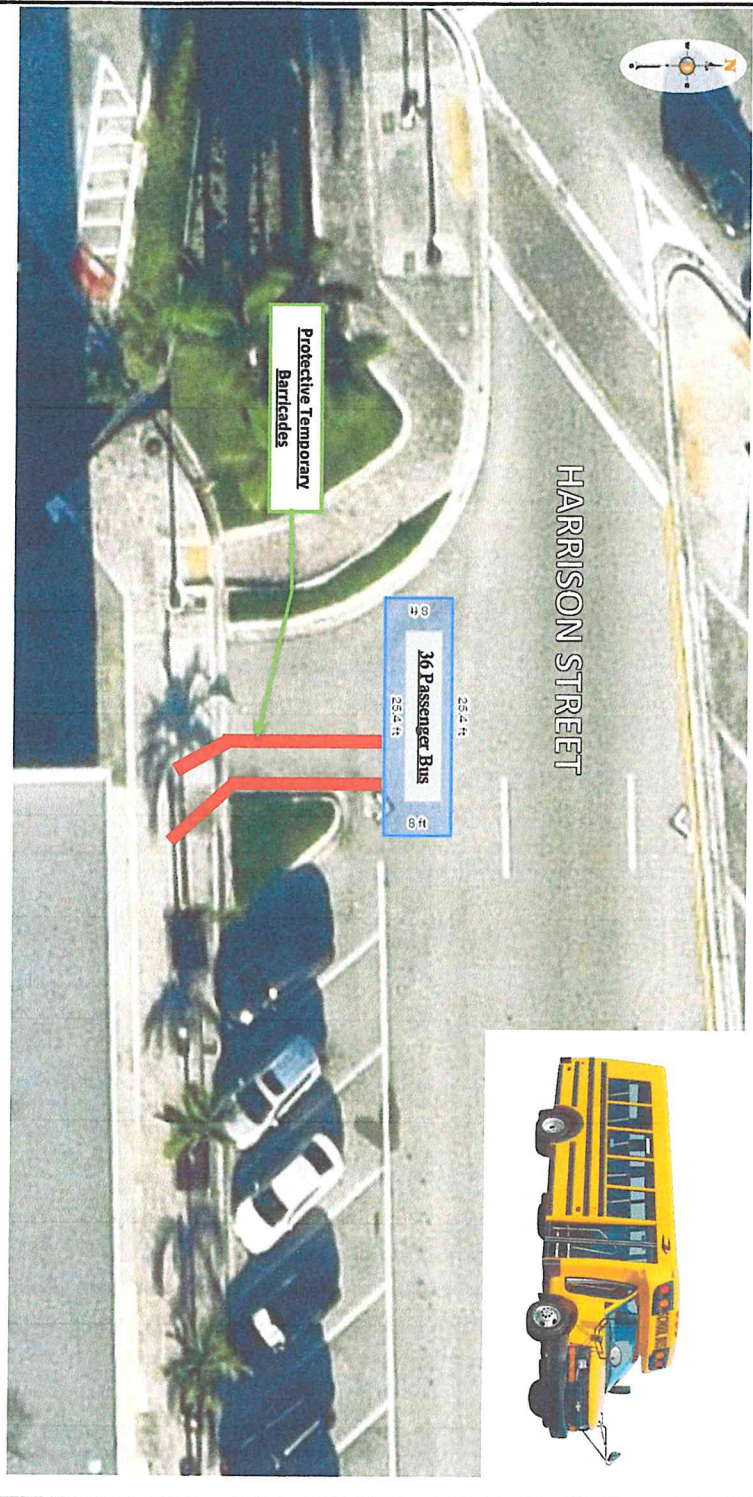 N
HARRISON STREET
25.4 ft
8 ft
36 Passenger Bus
8 ft
25.4 ft
Protective Temporary
Barricades